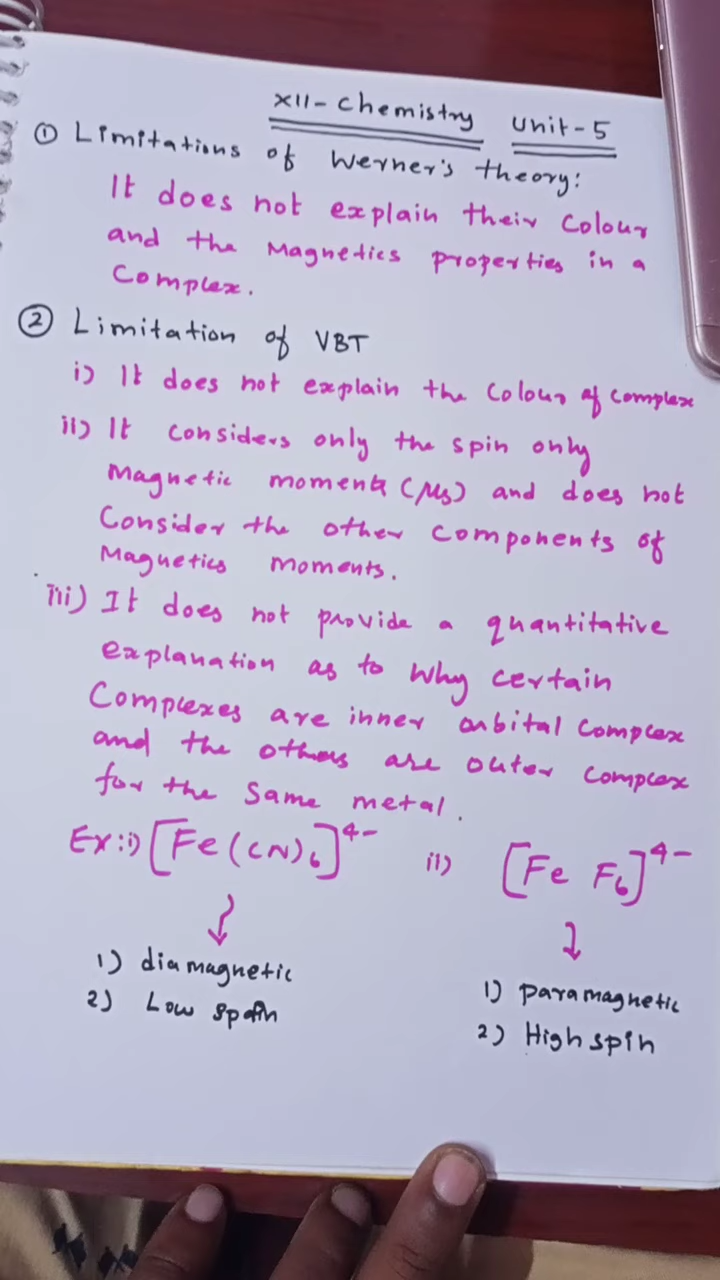 XII - Chemistry Unit - 5
① Limitations of Werner's theory:
It does not explain their Colour
and the Magnetics properties in a
Complex.
② Limitation of VBT
i) It does not explain the Colour of Complex
ii) It considers only the spin only
Magnetic moments (μs) and does not
Consider the other components of
Magnetics moments.
iii) It does not provide a quantitative
explanation as to why certain
Complexes are inner orbital Complex
and the others are outer Complex
for the same metal.
Ex: i) [Fe(CN)6]4- ii) [Fe F6]4-
1) diamagnetic
2) Low spin
1) paramagnetic
2) High spin